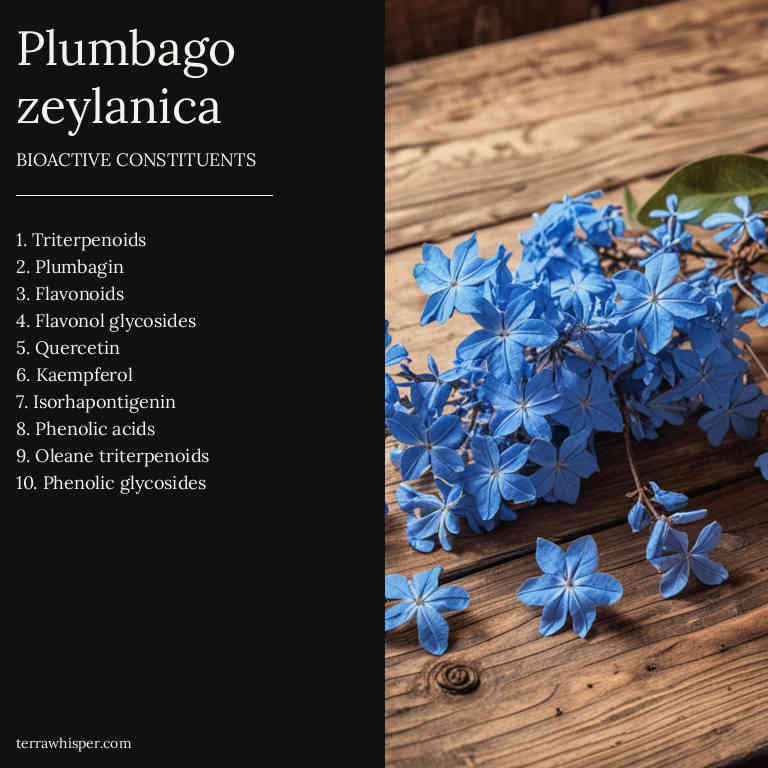 Plumbago
zeylanica
BIOACTIVE CONSTITUENTS
1. Triterpenoids
2. Plumbagin
3. Flavonoids
4. Flavonol glycosides
5. Quercetin
6. Kaempferol
7. Isorhapontigenin
8. Phenolic acids
9. Oleane triterpenoids
10. Phenolic glycosides
terrawhisper.com